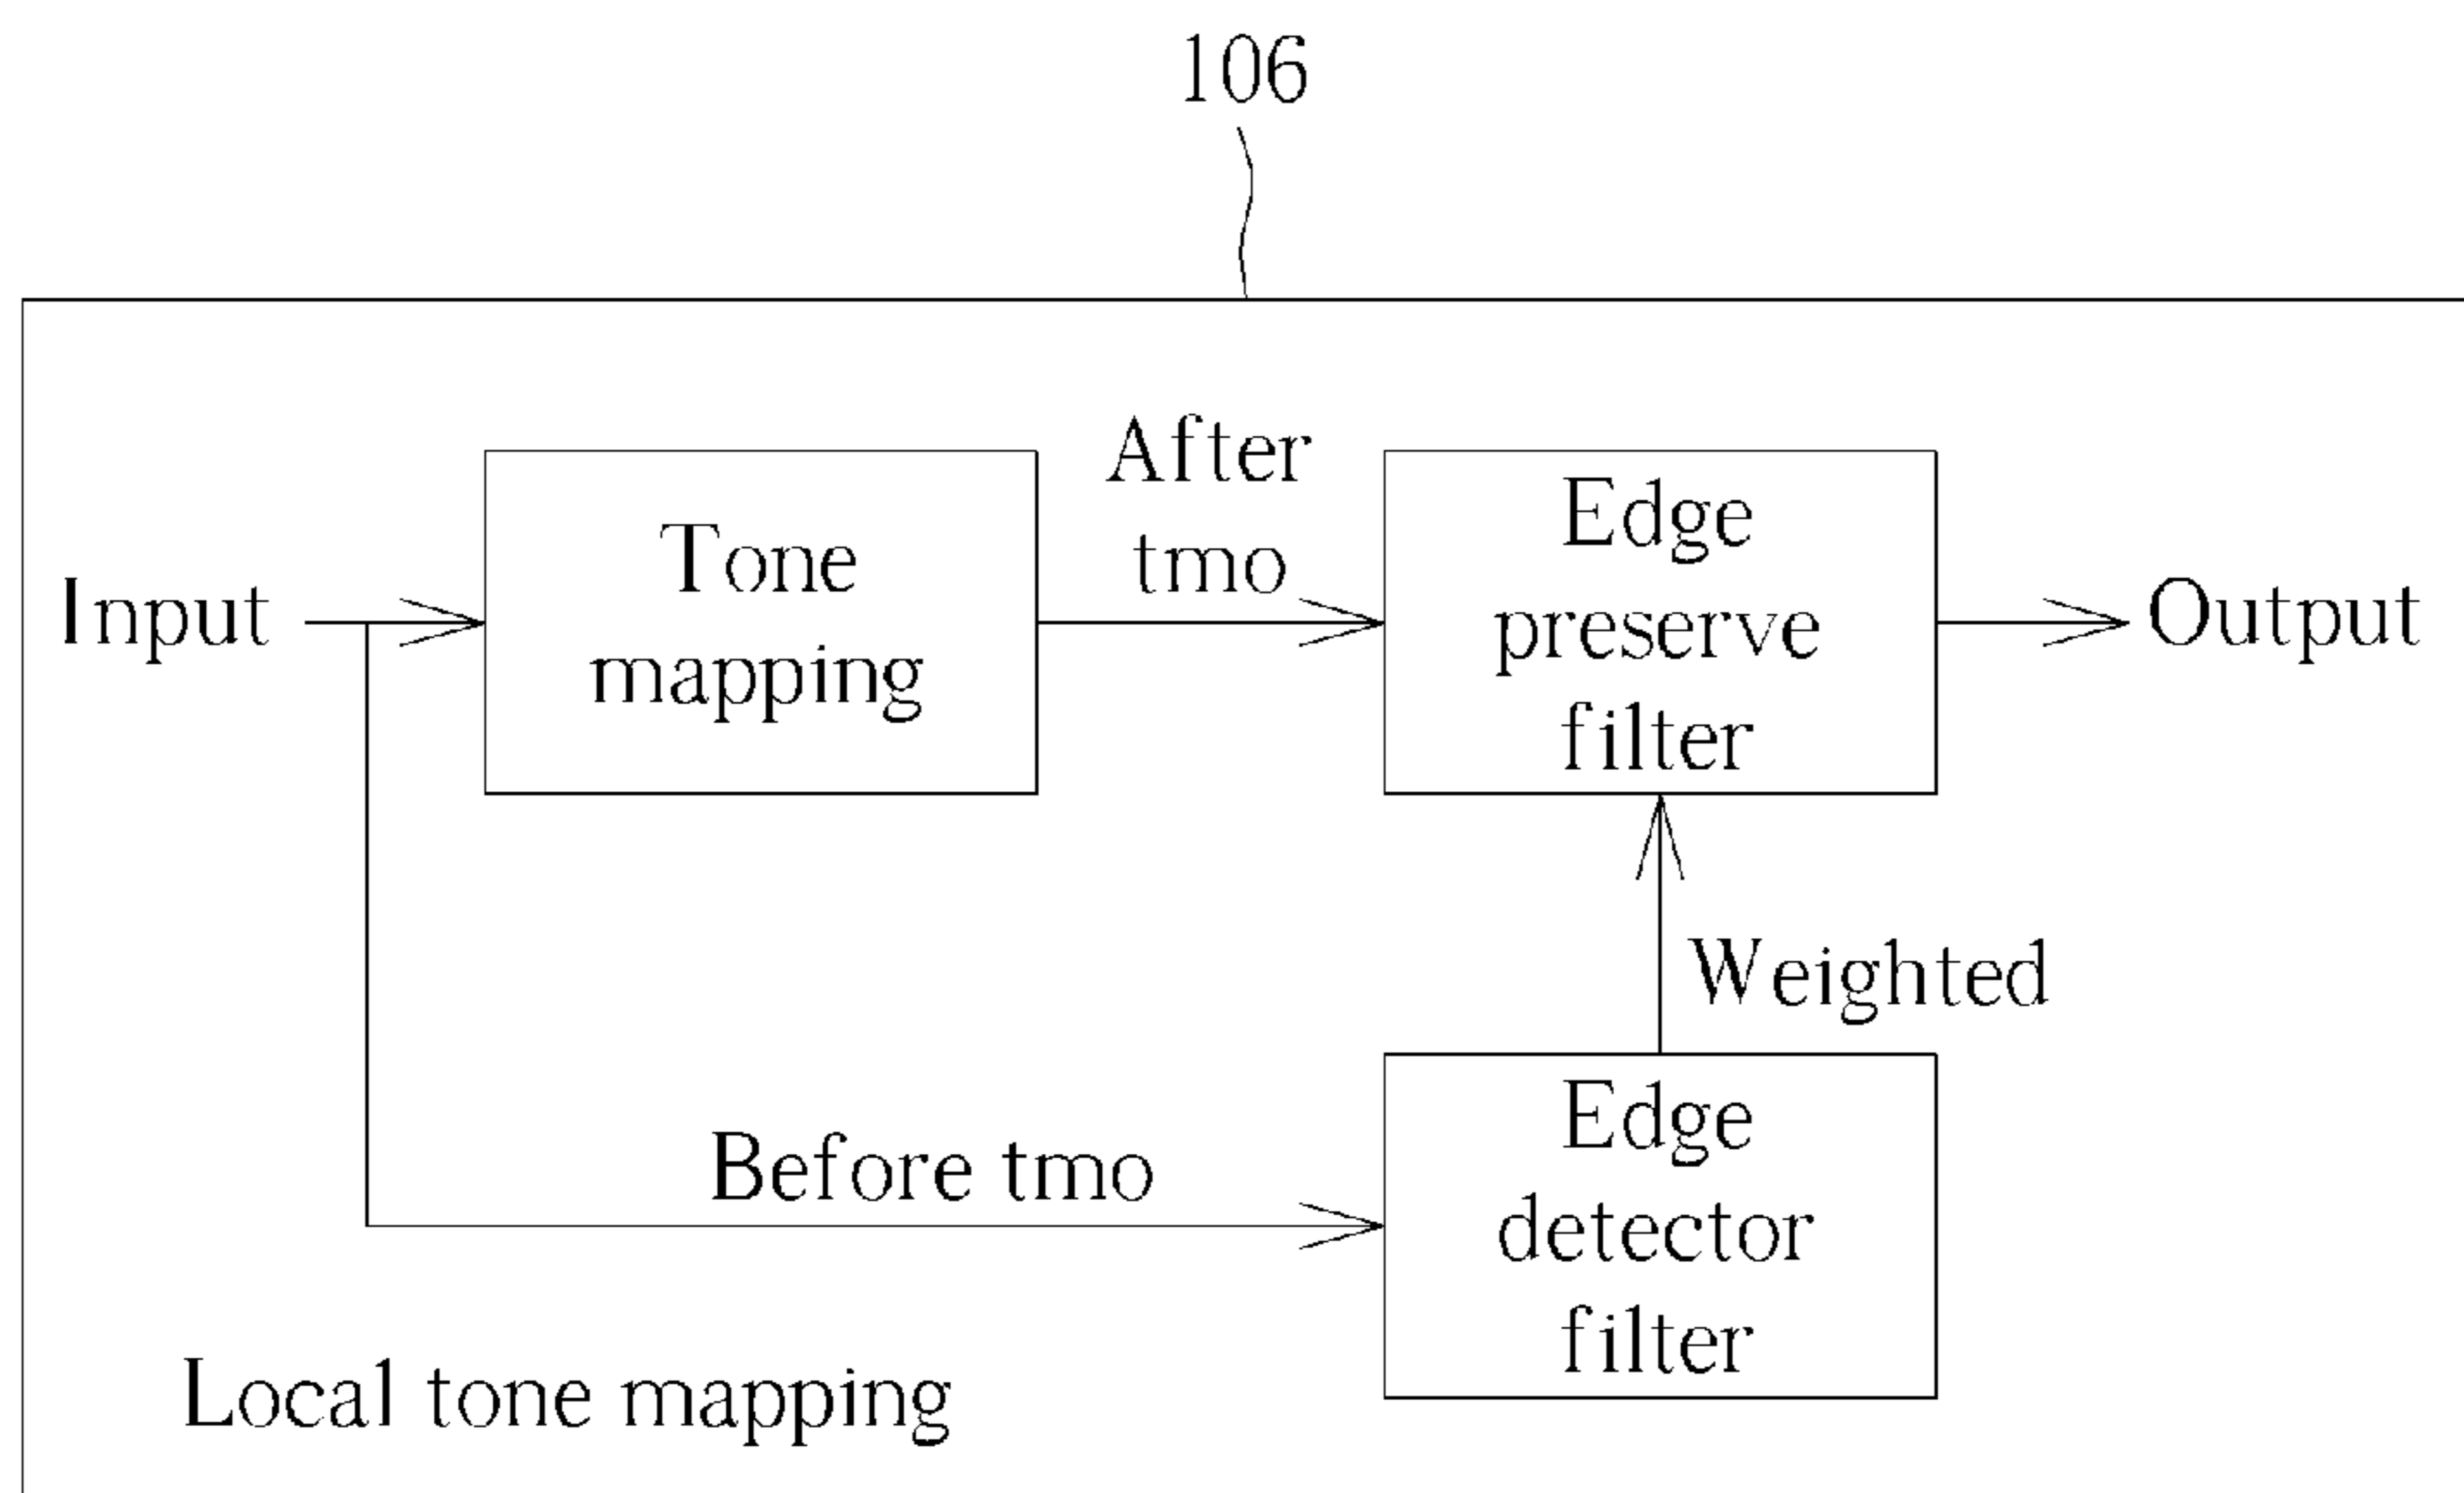 106
Input
Tone
mapping
After
tmo
Edge
preserve
filter
Output
Weighted
Before tmo
Edge
detector
filter
Local tone mapping